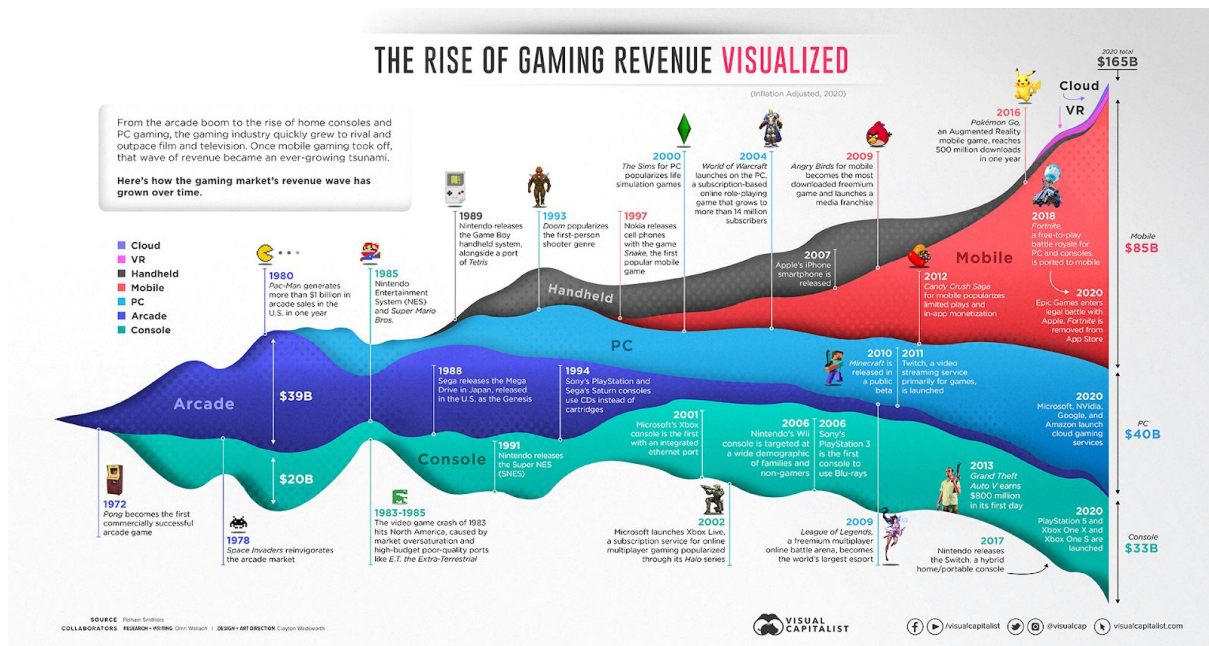 THE RISE OF GAMING REVENUE VISUALIZED
(Inflation Adjusted, 2020)
2020 total
$165B
From the arcade boom to the rise of home consoles and
PC gaming, the gaming industry quickly grew to rival and
outpace film and television. Once mobile gaming took off,
that wave of revenue became an ever-growing tsunami.
Here's how the gaming market's revenue wave has
grown over time.
Cloud
VR
Handheld
Mobile
PC
Arcade
Console
1980
Pac-Man generates
more than $1 billion in
arcade sales in the
U.S. in one year
1985
Nintendo
Entertainment
System (NES)
and Super Mario
Bros.
1989
Nintendo releases
the Game Boy
handheld system,
alongside a port
of Tetris
1993
Doom popularizes
the first-person
shooter genre
1997
Nokia releases
cell phones
with the game
Snake, the first
popular mobile
game
2000
The Sims for PC
popularizes life
simulation games
2004
World of Warcraft
launches on the PC,
a subscription-based
online role-playing
game that grows to
more than 14 million
subscribers
2009
Angry Birds for mobile
becomes the most
downloaded freemium
game and launches a
media franchise
2016
Pokémon Go,
an Augmented Reality
mobile game, reaches
500 million downloads
in one year
Cloud
VR
2007
Apple's iPhone
smartphone is
released
2012
Candy Crush Saga
for mobile popularizes
limited plays and
in-app monetization
Mobile
2018
Fortnite,
a free-to-play
battle royale for
PC and consoles,
is ported to mobile
2020
Epic Games enters
legal battle with
Apple, Fortnite is
removed from
App Store
Mobile
$85B
Handheld
PC
Arcade
$39B
Console
$20B
1988
Sega releases the Mega
Drive in Japan, released
in the U.S. as the Genesis
1994
Sony's PlayStation and
Sega's Saturn consoles
use CDs instead of
cartridges
1991
Nintendo releases
the Super NES
(SNES)
2001
Microsoft's Xbox
console is the first
with an integrated
ethernet port
2006
Nintendo's Wii
console is targeted at
a wide demographic
of families and
non-gamers
2006
Sony's
PlayStation 3
is the first
console to
use Blu-rays
2010
Minecraft is
released in
a public
beta
2011
Twitch, a video
streaming service
primarily for games,
is launched
2020
Microsoft, NVidia,
Google, and
Amazon launch
cloud gaming
services
PC
$40B
2013
Grand Theft
Auto V earns
$800 million
in its first day
2020
PlayStation 5 and
Xbox One X and
Xbox One S are
launched
Console
$33B
1972
Pong becomes the first
commercially successful
arcade game
1978
Space Invaders reinvigorates
the arcade market
1983-1985
The video game crash of 1983
hits North America, caused by
market oversaturation and
high-budget poor-quality ports
like E.T. the Extra-Terrestrial
2002
Microsoft launches Xbox Live,
a subscription service for online
multiplayer gaming popularized
through its Halo series
2009
League of Legends,
a freemium multiplayer
online battle arena, becomes
the world's largest esport
2017
Nintendo releases
the Switch, a hybrid
home/portable console
SOURCE Pelham Smithers
COLLABORATORS RESEARCH + WRITING Omri Wallach | DESIGN + ART DIRECTION Clayton Wadsworth
VISUAL
CAPITALIST
/visualcapitalist
@visualcap
visualcapitalist.com